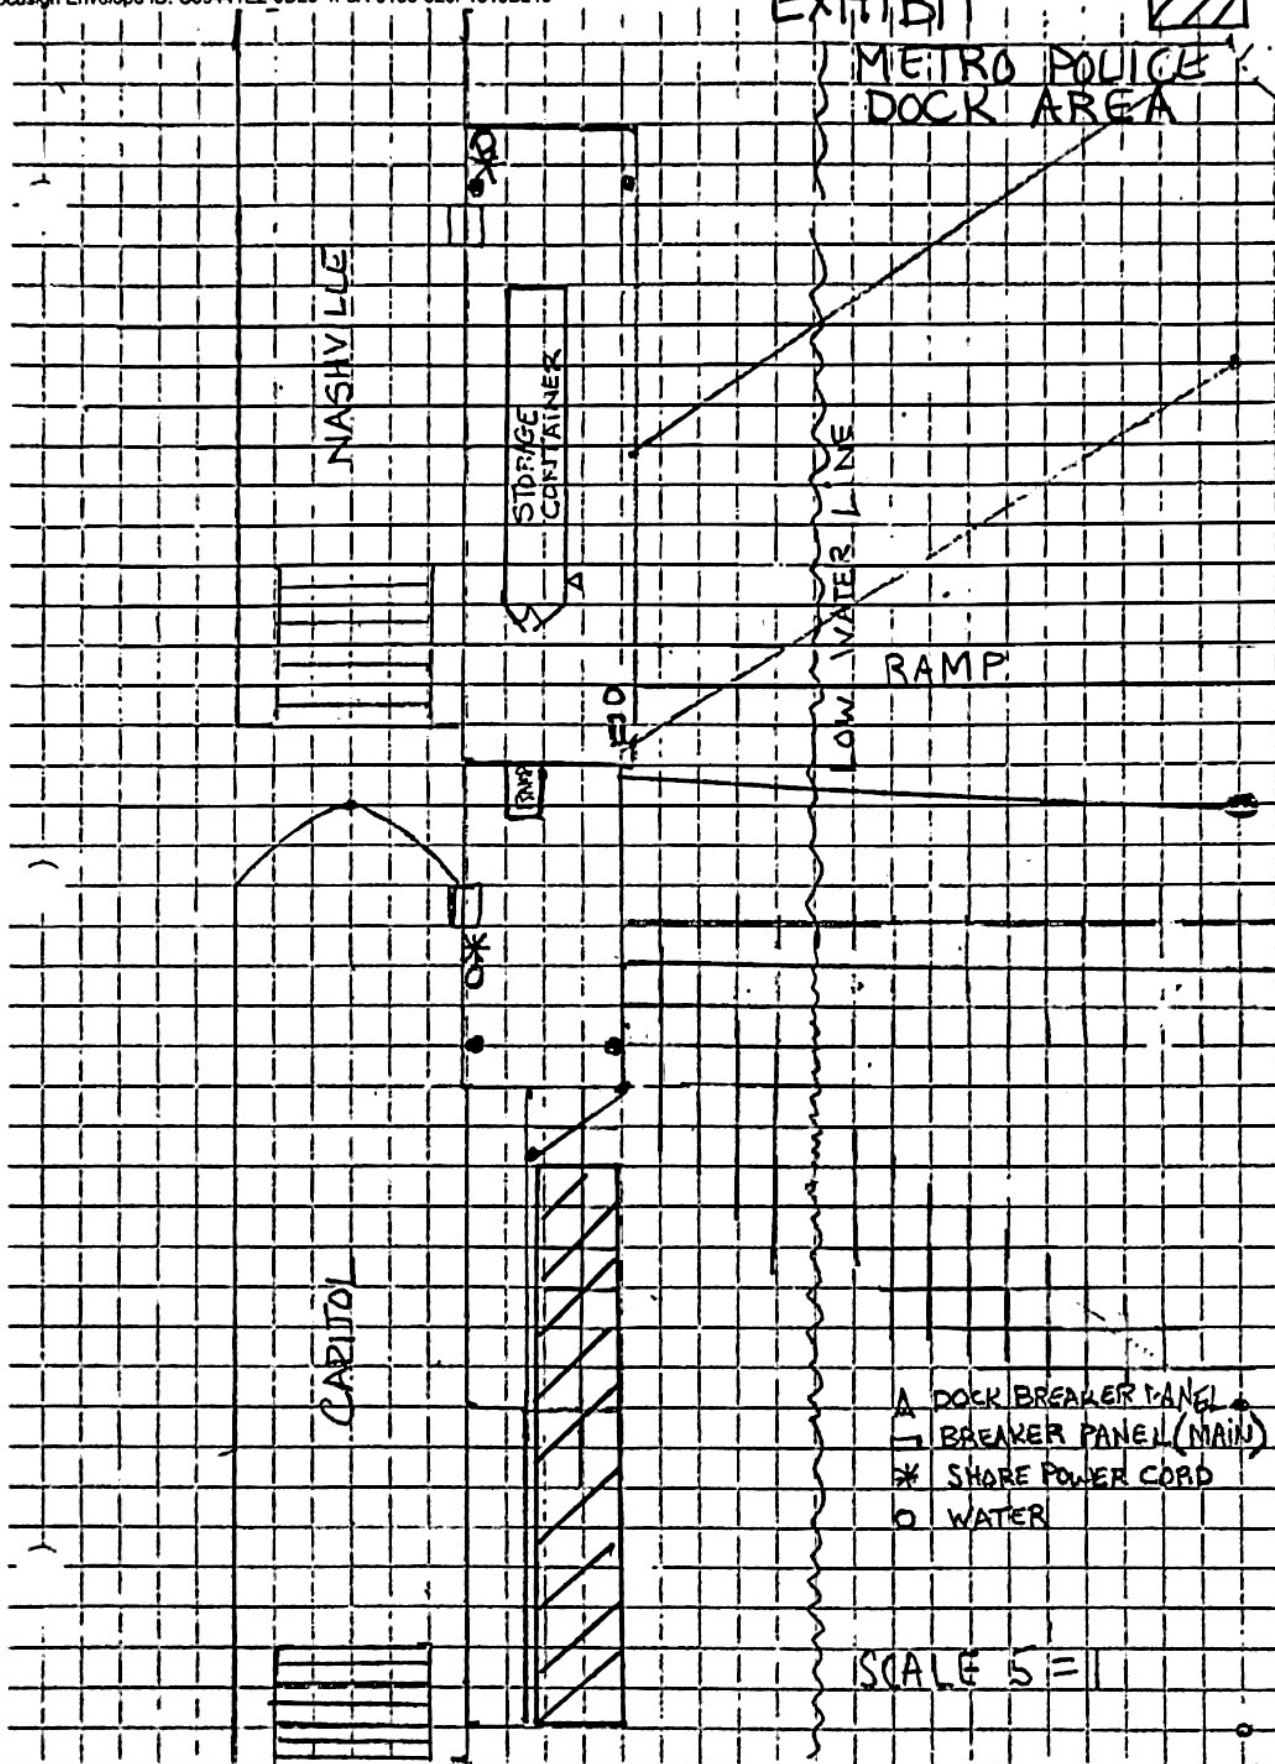 EXHIBIT
METRO POLICE
DOCK AREA
NASHVILLE
STORAGE
CONTAINER
LOW WATER LINE
RAMP
RAMP
CAPITOL
DOCK BREAKER PANEL
BREAKER PANEL (MAIN)
SHORE POWER CORD
WATER
SCALE 5 = 1